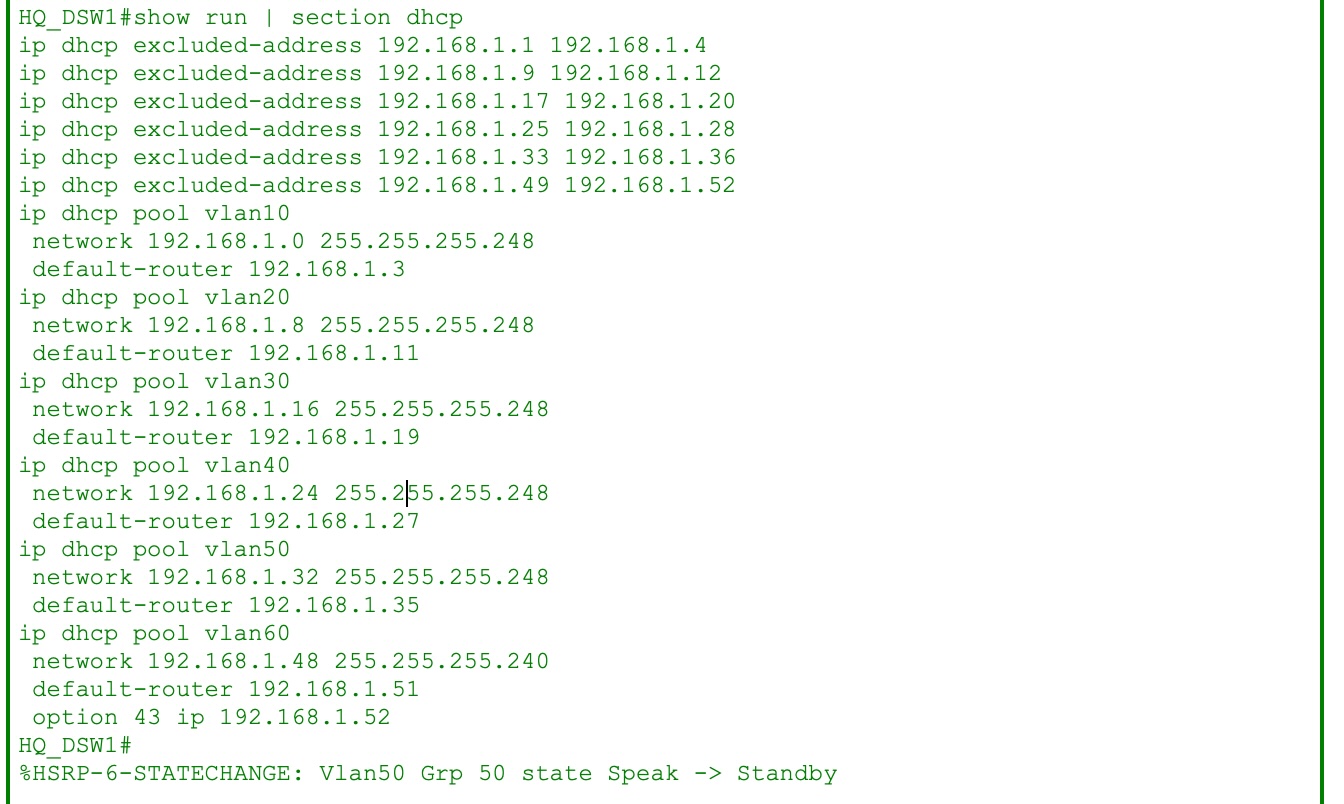 HQ_DSW1#show run | section dhcp
ip dhcp excluded-address 192.168.1.1 192.168.1.4
ip dhcp excluded-address 192.168.1.9 192.168.1.12
ip dhcp excluded-address 192.168.1.17 192.168.1.20
ip dhcp excluded-address 192.168.1.25 192.168.1.28
ip dhcp excluded-address 192.168.1.33 192.168.1.36
ip dhcp excluded-address 192.168.1.49 192.168.1.52
ip dhcp pool vlan10
 network 192.168.1.0 255.255.255.248
 default-router 192.168.1.3
ip dhcp pool vlan20
 network 192.168.1.8 255.255.255.248
 default-router 192.168.1.11
ip dhcp pool vlan30
 network 192.168.1.16 255.255.255.248
 default-router 192.168.1.19
ip dhcp pool vlan40
 network 192.168.1.24 255.255.255.248
 default-router 192.168.1.27
ip dhcp pool vlan50
 network 192.168.1.32 255.255.255.248
 default-router 192.168.1.35
ip dhcp pool vlan60
 network 192.168.1.48 255.255.255.240
 default-router 192.168.1.51
 option 43 ip 192.168.1.52
HQ_DSW1#
%HSRP-6-STATECHANGE: Vlan50 Grp 50 state Speak -> Standby